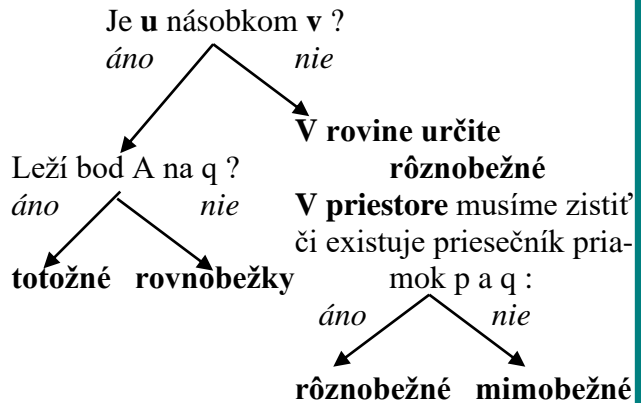 Je u násobkom v ?
áno nie
V rovine určite
rôznobežné
Leží bod A na q ?
áno nie
V priestore musíme zistiť
či existuje priesečník pria-
mok p a q :
totožné rovnobežky
áno nie
rôznobežné mimobežné